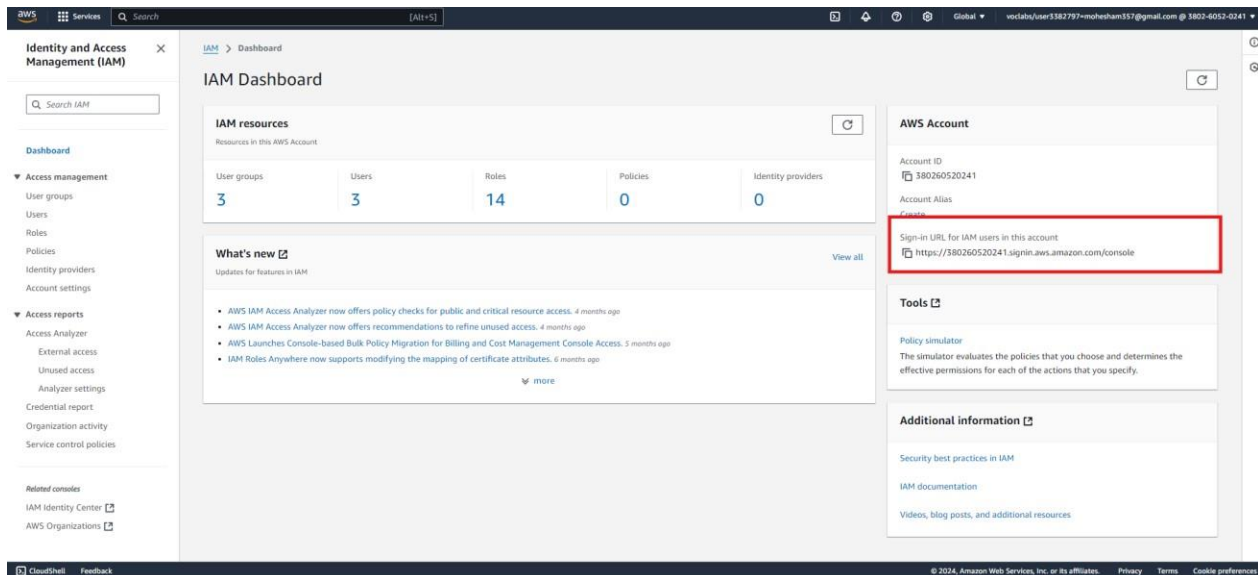 aws Services Search [Alt+S] Global voclabs/user3382797=mohesham357@gmail.com @ 3802-6052-0241
Identity and Access Management (IAM)
Search IAM
Dashboard
Access management
User groups
Users
Roles
Policies
Identity providers
Account settings
Access reports
Access Analyzer
External access
Unused access
Analyzer settings
Credential report
Organization activity
Service control policies
Related consoles
IAM Identity Center
AWS Organizations
IAM > Dashboard
IAM Dashboard
IAM resources
Resources in this AWS Account
User groups Users Roles Policies Identity providers
3 3 14 0 0
What's new
View all
Updates for features in IAM
AWS IAM Access Analyzer now offers policy checks for public and critical resource access. 4 months ago
AWS IAM Access Analyzer now offers recommendations to refine unused access. 4 months ago
AWS Launches Console-based Bulk Policy Migration for Billing and Cost Management Console Access. 5 months ago
IAM Roles Anywhere now supports modifying the mapping of certificate attributes. 6 months ago
more
AWS Account
Account ID
380260520241
Account Alias
Create
Sign-in URL for IAM users in this account
https://380260520241.signin.aws.amazon.com/console
Tools
Policy simulator
The simulator evaluates the policies that you choose and determines the
effective permissions for each of the actions that you specify.
Additional information
Security best practices in IAM
IAM documentation
Videos, blog posts, and additional resources
CloudShell Feedback © 2024, Amazon Web Services, Inc. or its affiliates. Privacy Terms Cookie preferences